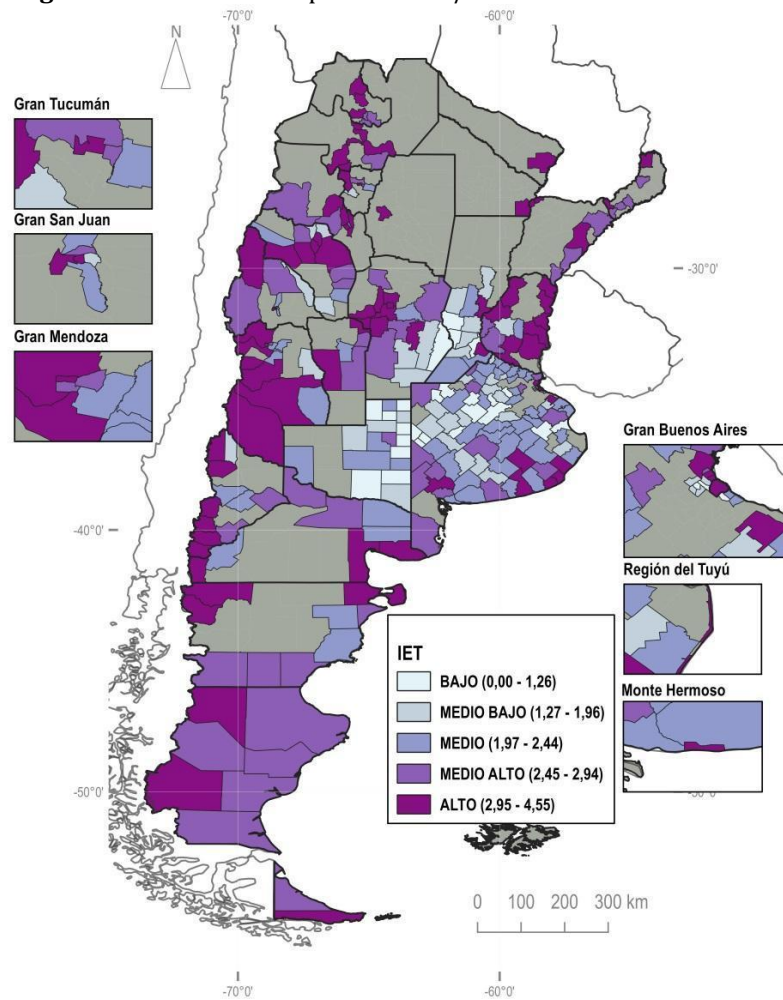 -70°0'
-60°0'
N
Gran Tucumán
Gran San Juan
-30°0'
Gran Mendoza
Gran Buenos Aires
-40°0'
Región del Tuyú
IET
BAJO (0,00 - 1,26)
MEDIO BAJO (1,27 - 1,96)
MEDIO (1,97 - 2,44)
MEDIO ALTO (2,45 - 2,94)
ALTO (2,95 - 4,55)
Monte Hermoso
-50°0'
0 100 200 300 km
-70°0'
-60°0'